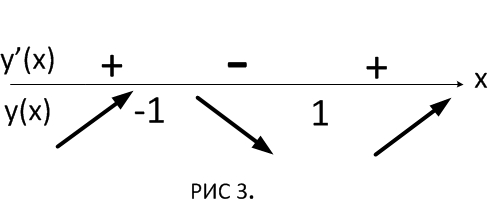 y’(x) + - + x
y(x) -1 1
РИС 3.